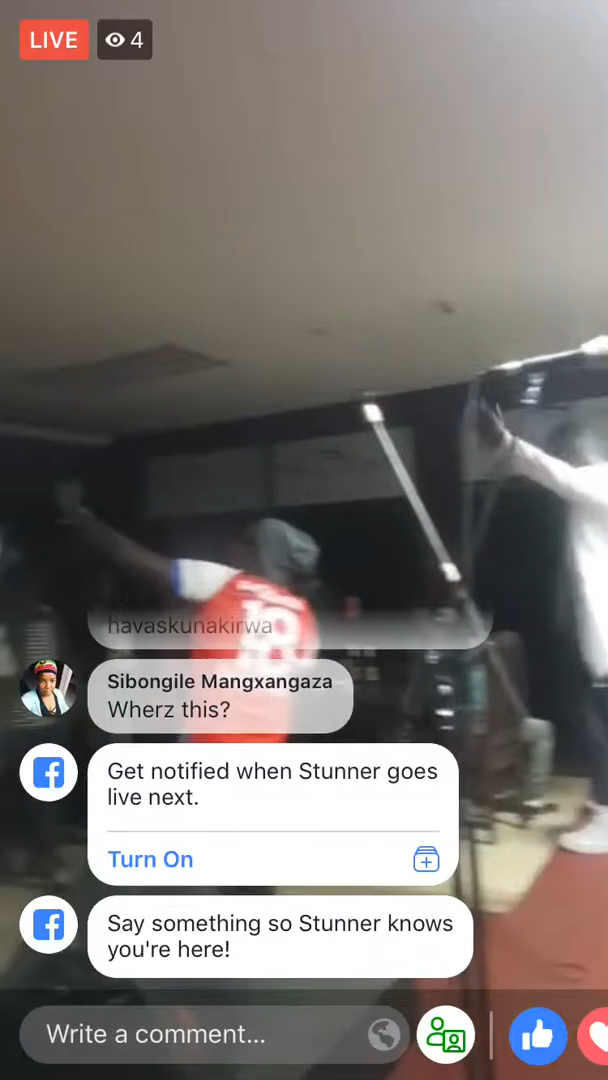 LIVE 4
havaskunakirwa
Sibongile Mangxangaza
Wherz this?
Get notified when Stunner goes
live next.
Turn On
Say something so Stunner knows
you're here!
Write a comment...